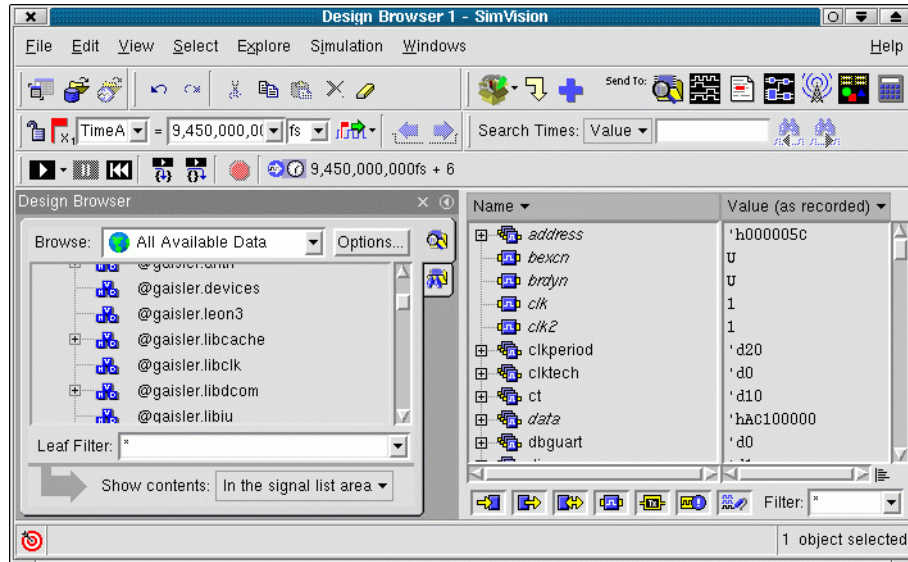 Design Browser 1 - SimVision
File Edit View Select Explore Simulation Windows Help
Send To:
TimeA = 9,450,000,0( fs
Search Times: Value
9,450,000,000fs + 6
Design Browser
Browse: All Available Data Options...
@gaisler.devices
@gaisler.leon3
@gaisler.libcache
@gaisler.libclk
@gaisler.libdcom
@gaisler.libiu
Leaf Filter: *
Show contents: In the signal list area
Name Value (as recorded)
address 'h000005C
bexcn U
brdyn U
clk 1
clk2 1
clkperiod 'd20
clktech 'd0
ct 'd10
data 'hAC100000
dbguart 'd0
Filter: *
1 object selected